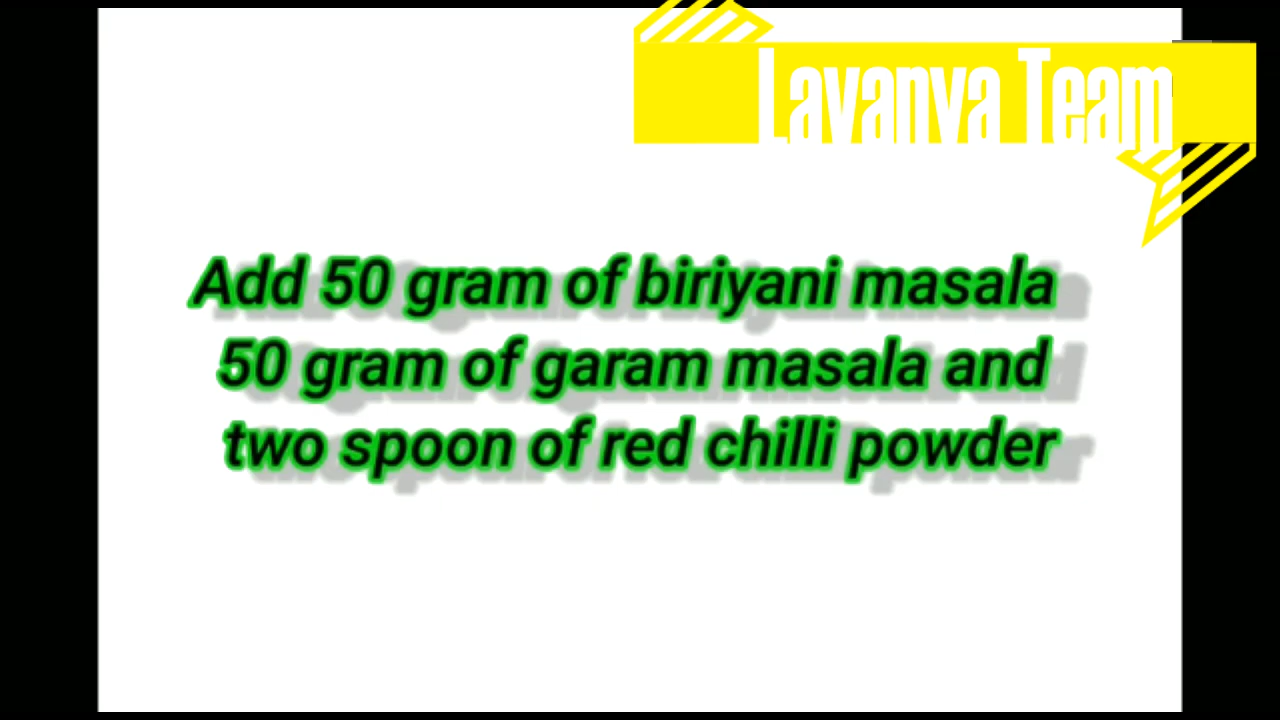 Lavanya Team
Add 50 gram of biriyani masala
50 gram of garam masala and
two spoon of red chilli powder